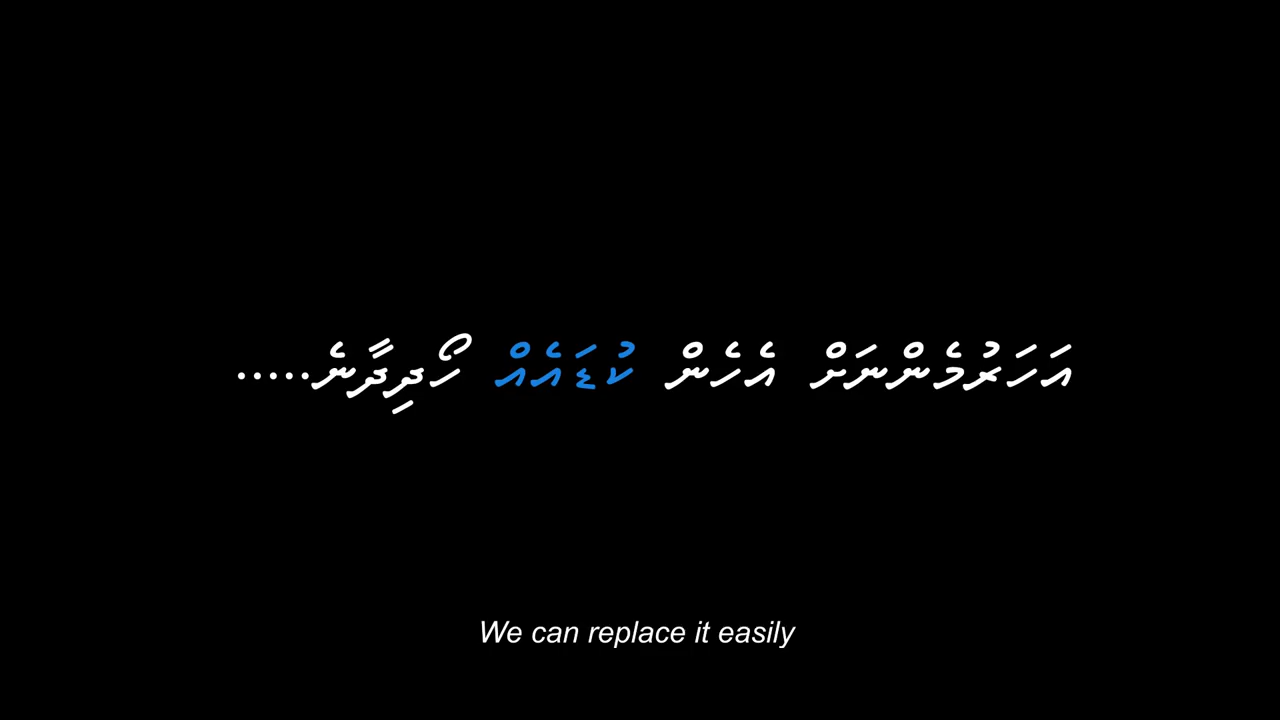 އަހަރުމެންނަށް އެހެން ކުޑައެއް ހޯދިދާނެ.....
We can replace it easily